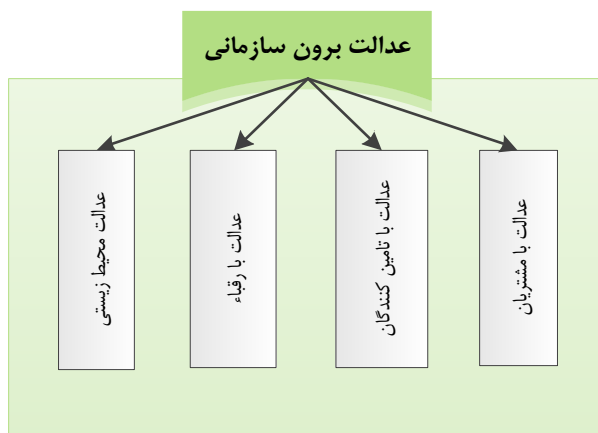 عدالت برون سازمانی
عدالت با مشتریان
عدالت با تامین کنندگان
عدالت با رقباء
عدالت محیط زیستی